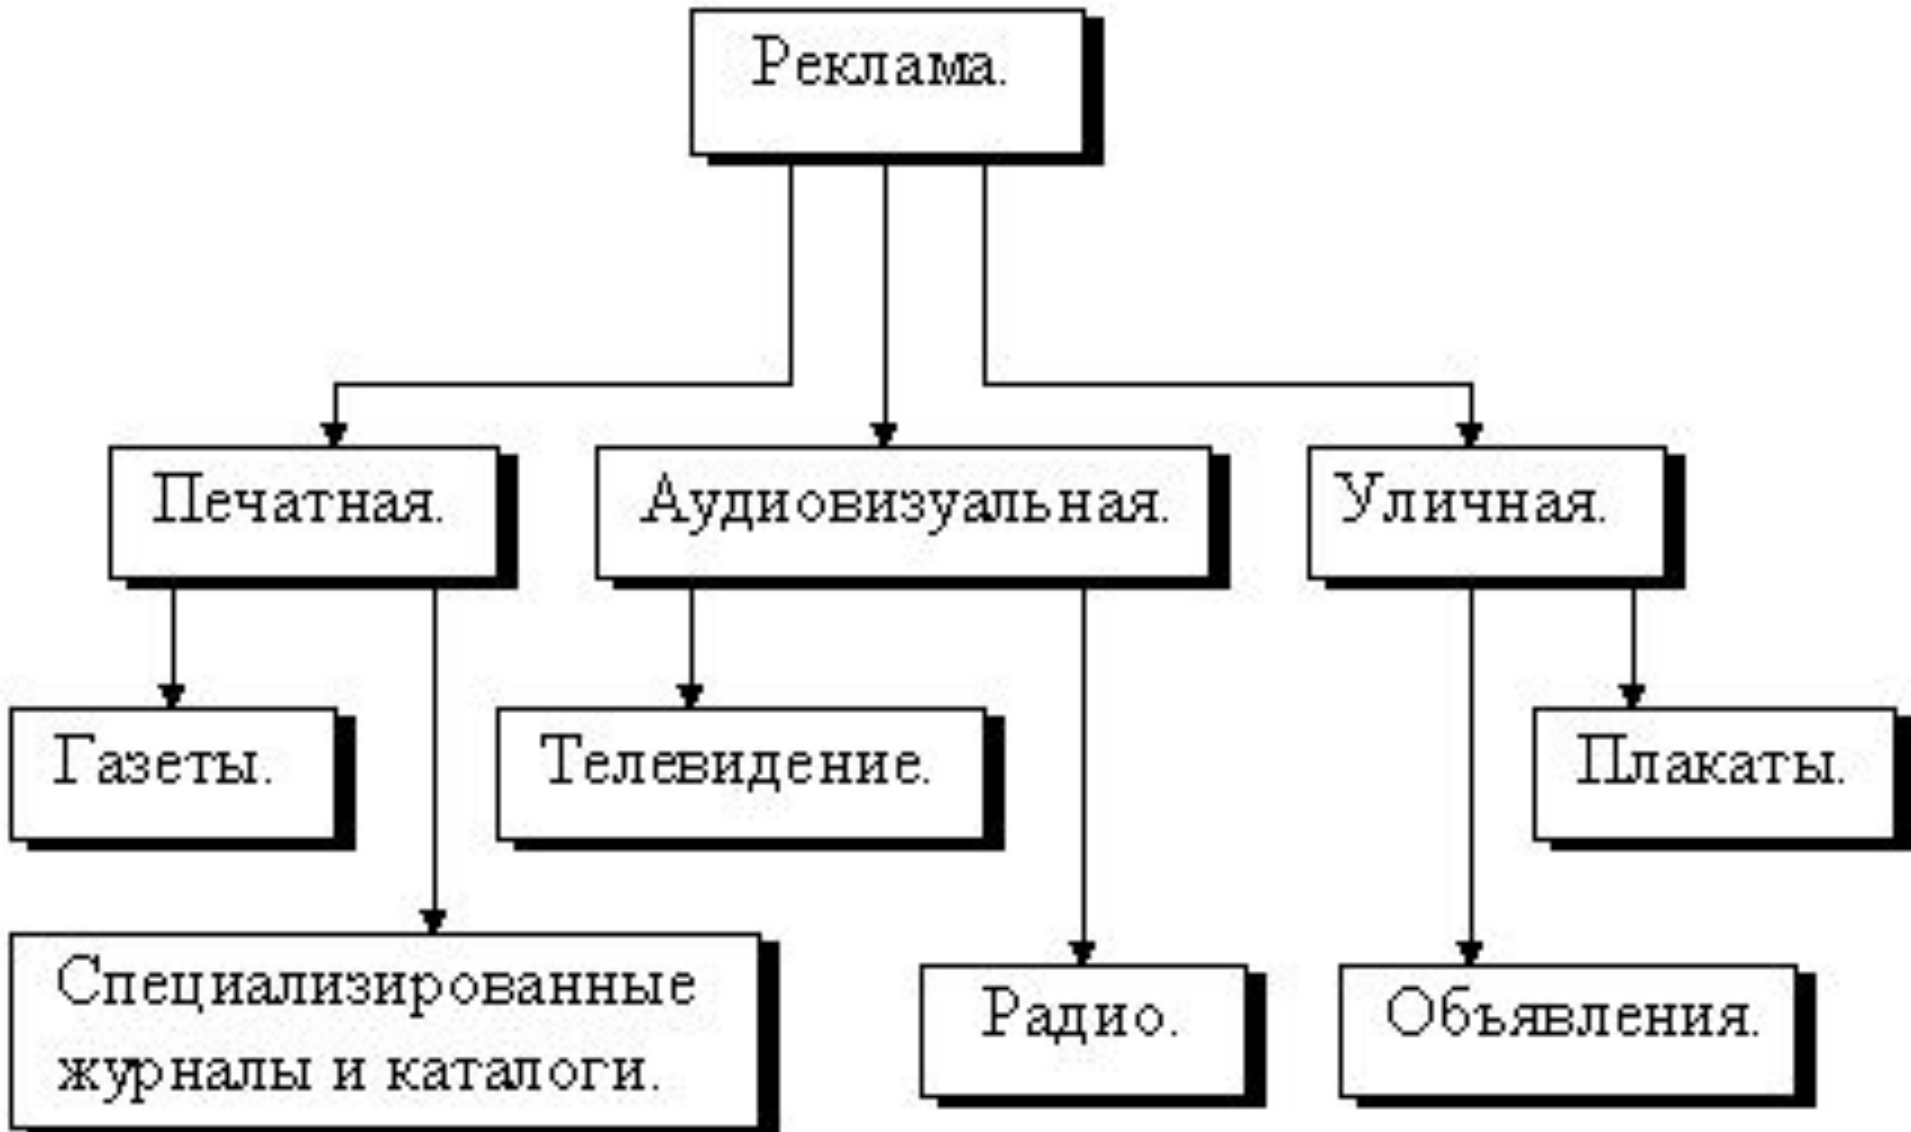 Реклама.
Печатная.
Аудиовизуальная.
Уличная.
Газеты.
Телевидение.
Плакаты.
Специализированные
журналы и каталоги.
Радио.
Объявления.